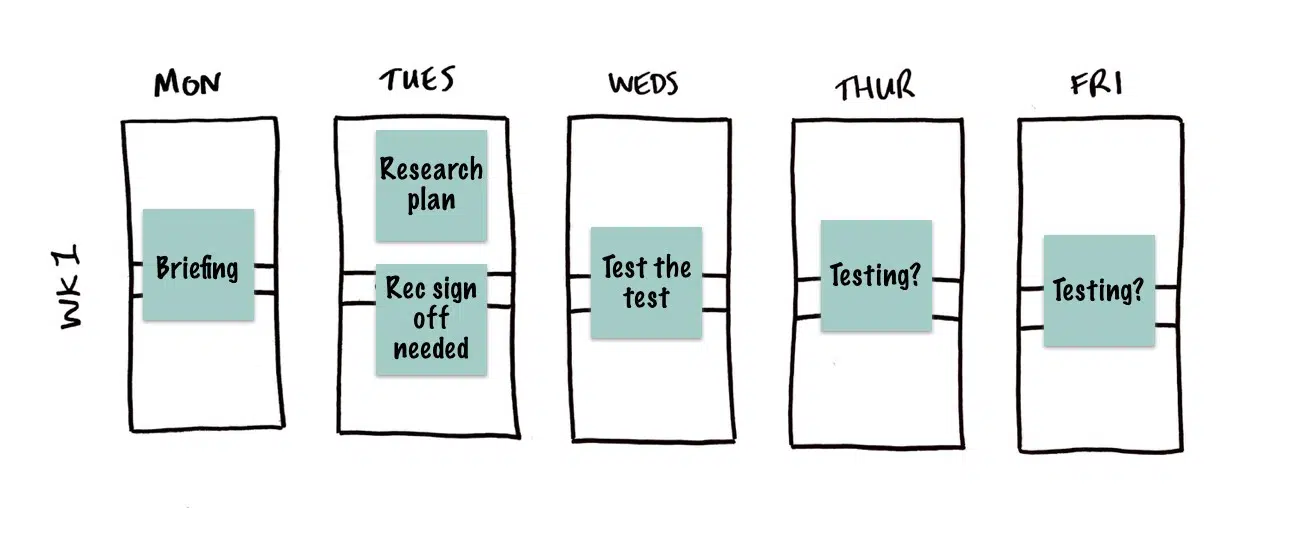 MON
TUES
WEDS
THUR
FRI
WK 1
Briefing
Research
plan
Rec sign
off
needed
Test the
test
Testing?
Testing?